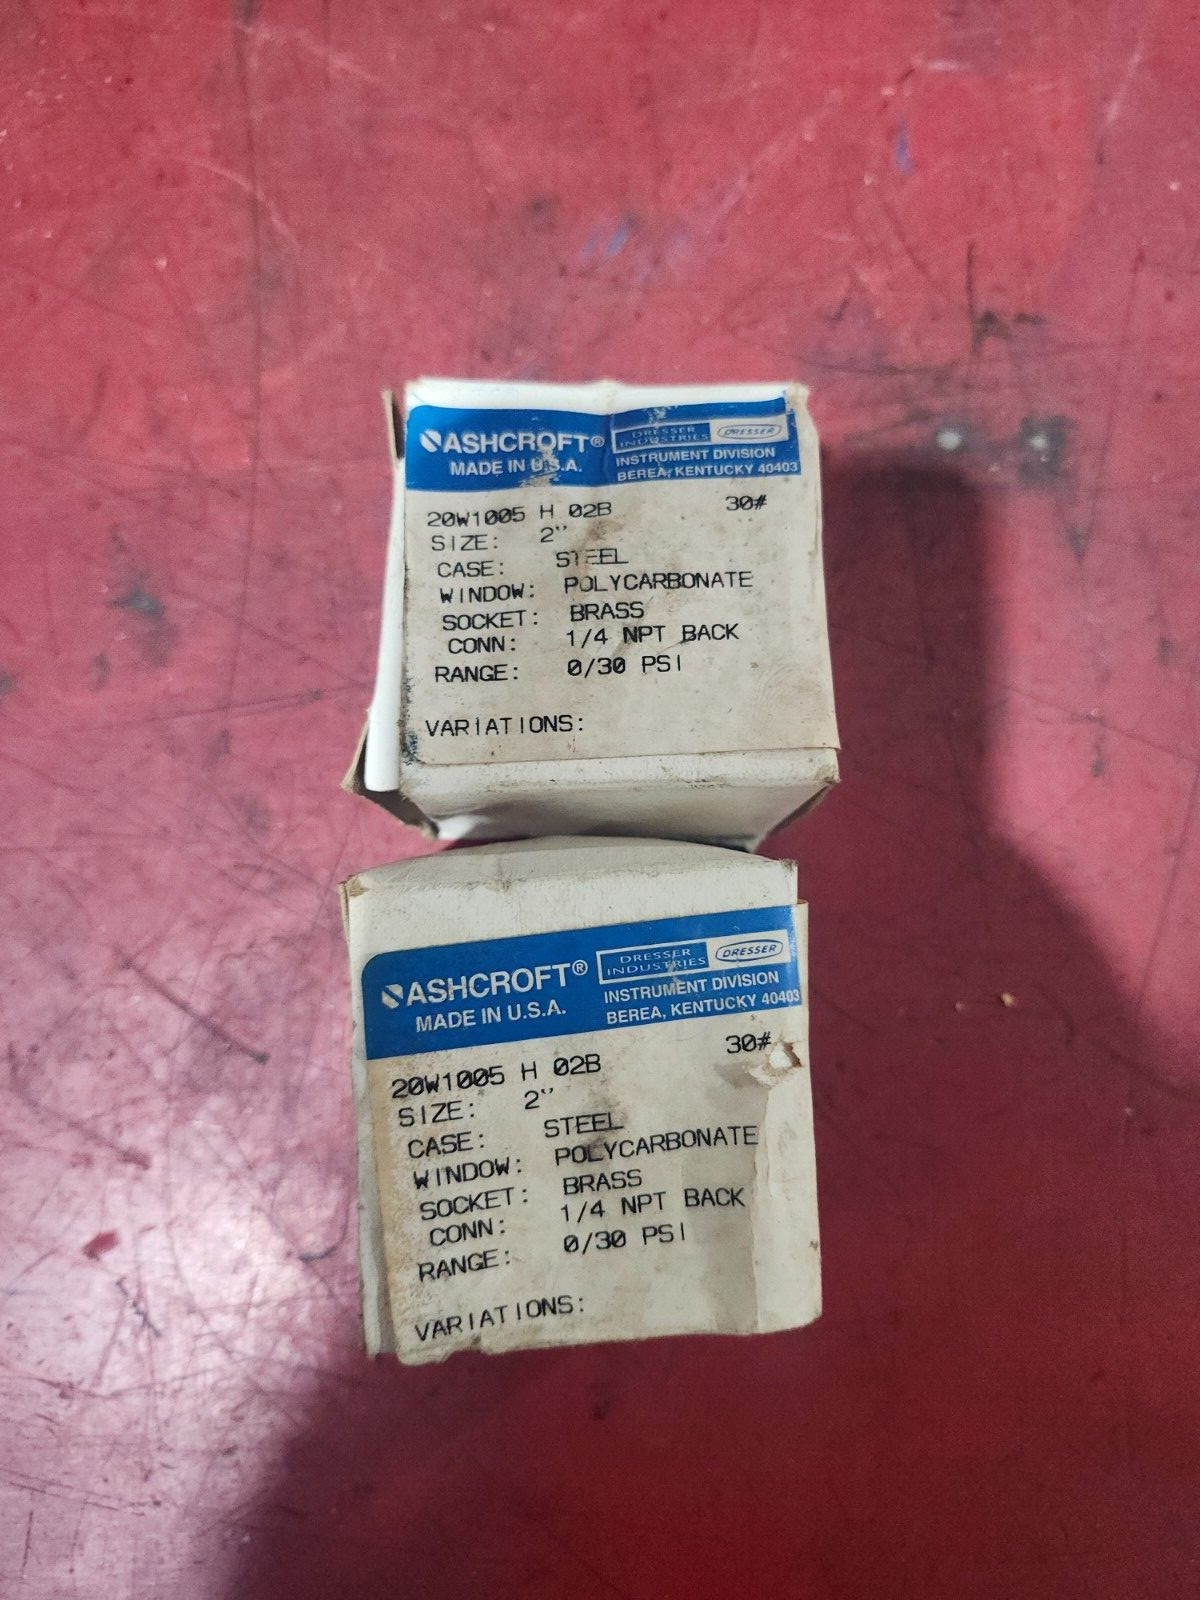 ASHCROFT® DRESSER INDUSTRIES DRESSER
MADE IN U.S.A. INSTRUMENT DIVISION
BEREA, KENTUCKY 40403
20W1005 H 02B 30#
SIZE: 2"
CASE: STEEL
WINDOW: POLYCARBONATE
SOCKET: BRASS
CONN: 1/4 NPT BACK
RANGE: 0/30 PSI
VARIATIONS:
ASHCROFT® DRESSER INDUSTRIES DRESSER
MADE IN U.S.A. INSTRUMENT DIVISION
BEREA, KENTUCKY 40403
20W1005 H 02B 30#
SIZE: 2"
CASE: STEEL
WINDOW: POLYCARBONATE
SOCKET: BRASS
CONN: 1/4 NPT BACK
RANGE: 0/30 PSI
VARIATIONS: